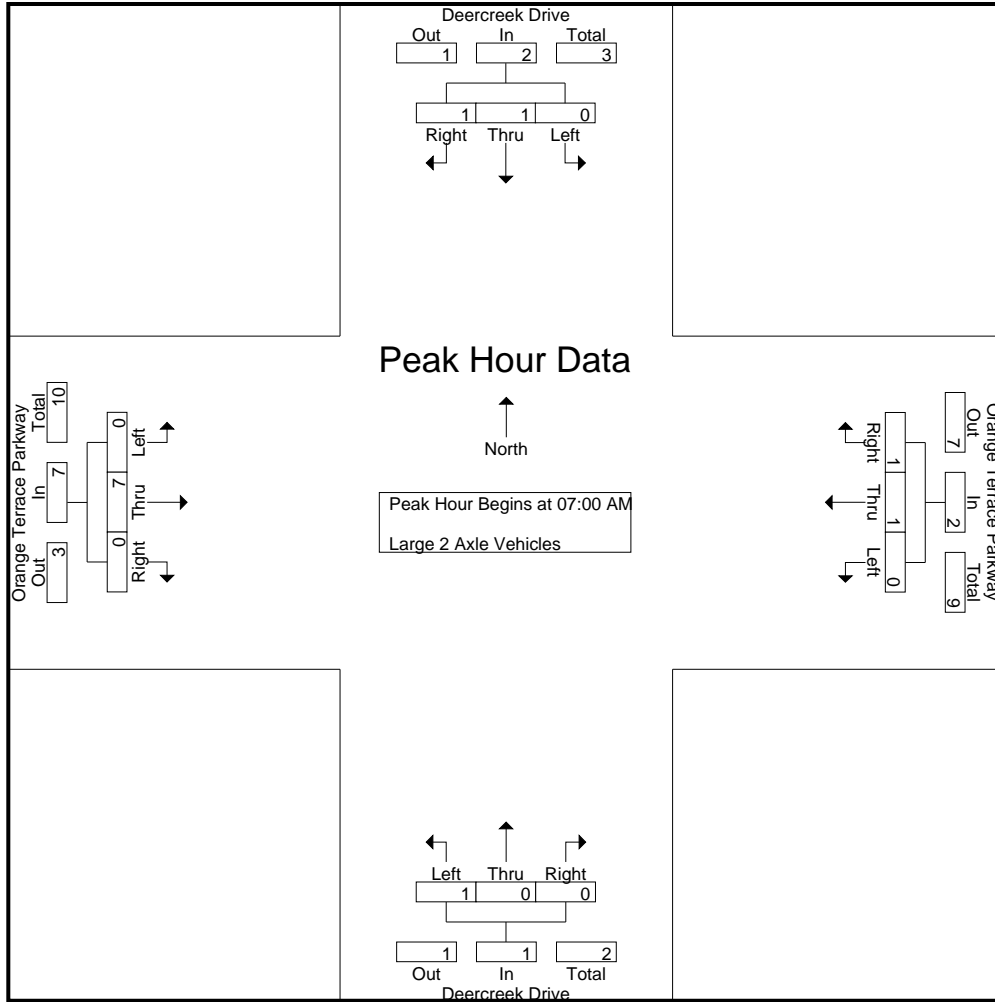 Deercreek Drive
Out In Total
1 2 3
1 1 0
Right Thru Left
Peak Hour Data
North
Peak Hour Begins at 07:00 AM
Large 2 Axle Vehicles
Orange Terrace Parkway
Total In Out
10 7 3
0 7 0
Left Thru Right
Orange Terrace Parkway
Out In Total
7 2 9
1 1 0
Right Thru Left
Left Thru Right
1 0 0
1 1 2
Out In Total
Deercreek Drive